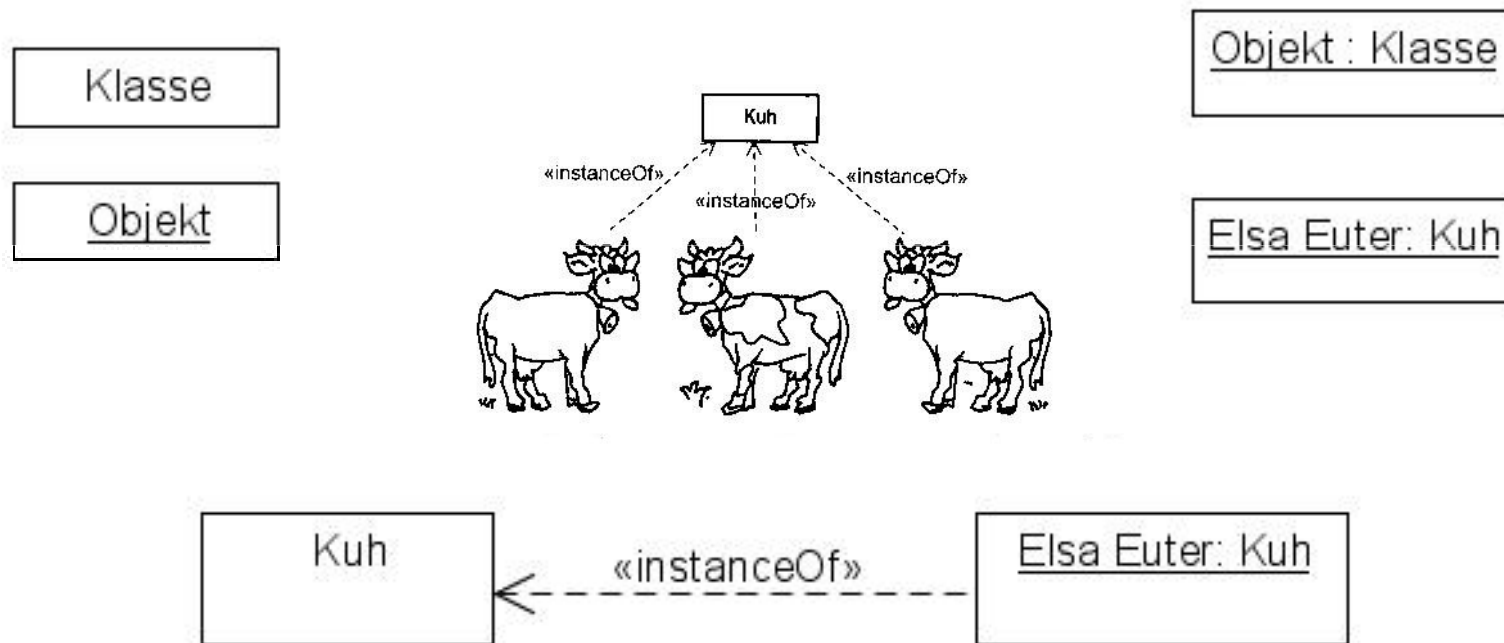 Klasse
Objekt
Kuh
«instanceOf»
«instanceOf»
«instanceOf»
Objekt : Klasse
Elsa Euter: Kuh
Kuh
«instanceOf»
Elsa Euter: Kuh